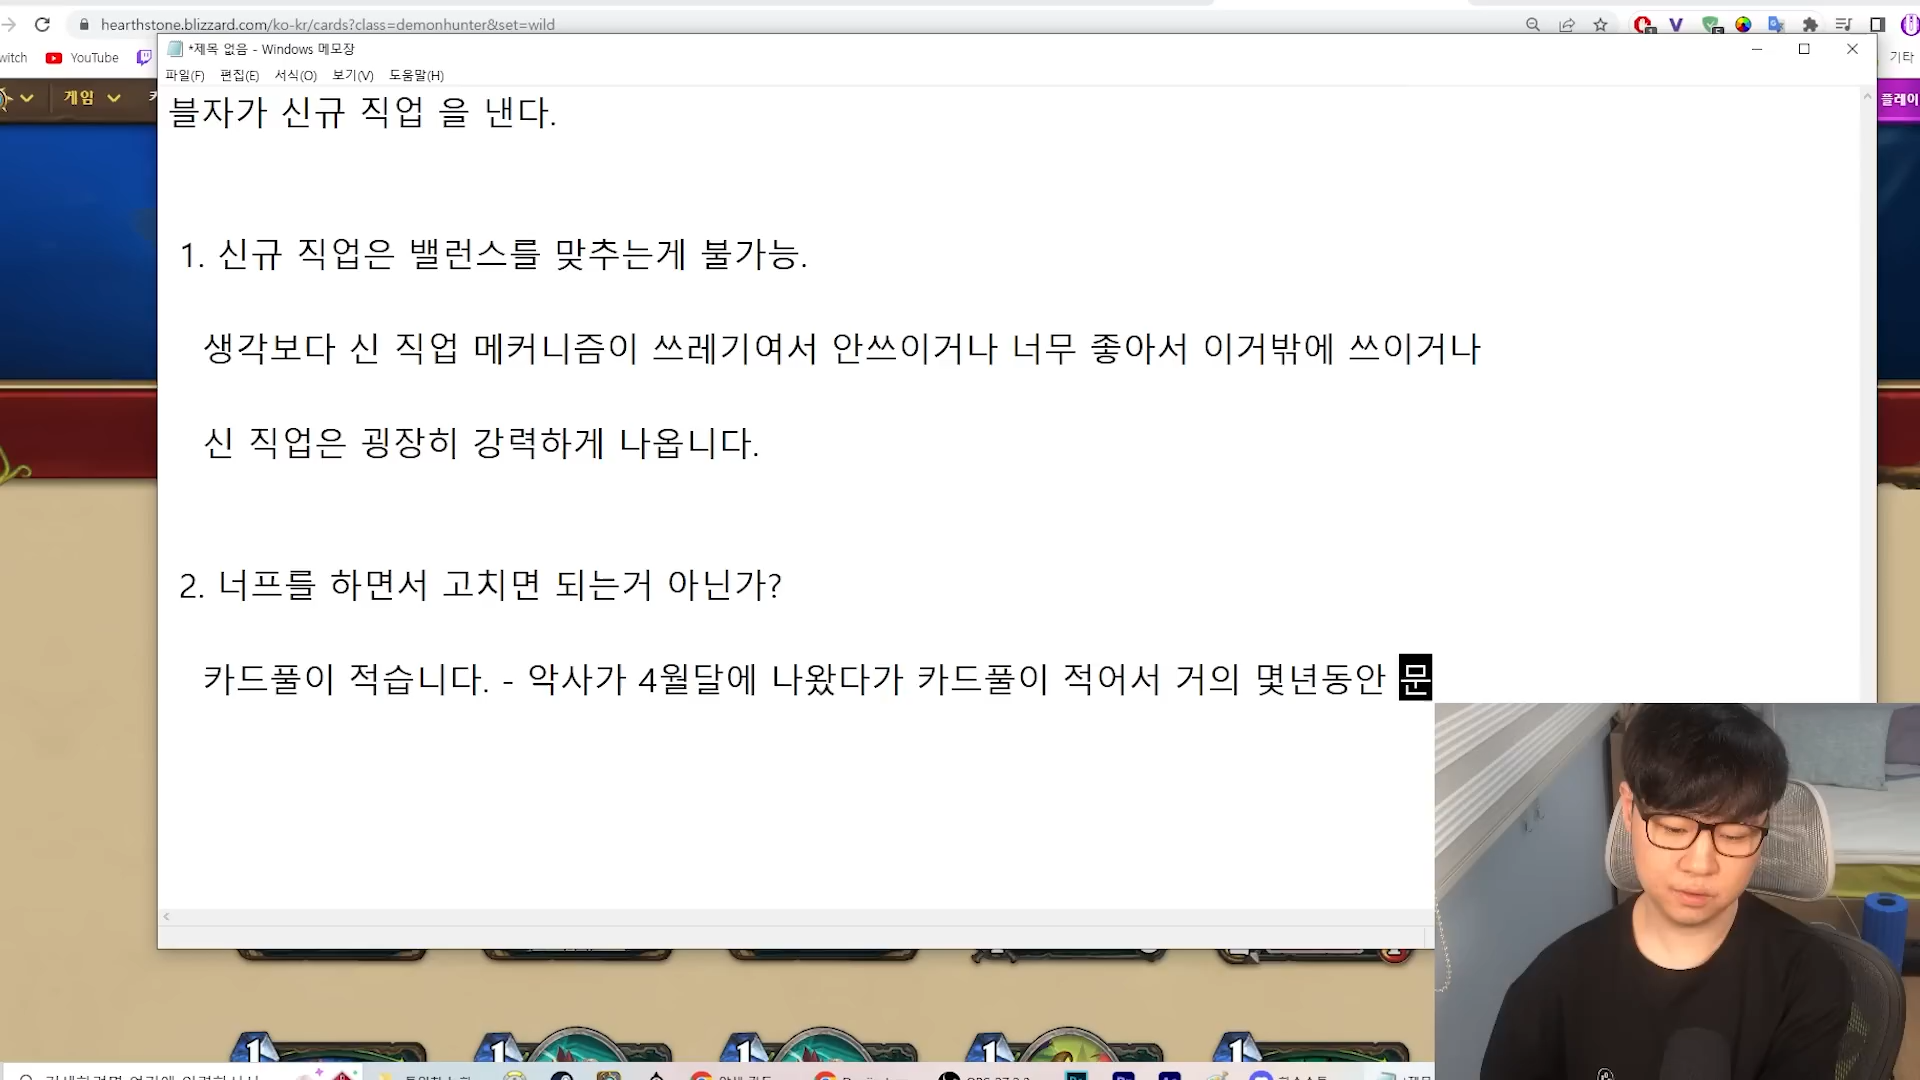 hearthstone.blizzard.com/ko-kr/cards?class=demonhunter&set=wild
witch YouTube
기타
*제목 없음 - Windows 메모장
파일(F) 편집(E) 서식(O) 보기(V) 도움말(H)
게임
플레이
블자가 신규 직업 을 낸다.
1. 신규 직업은 밸런스를 맞추는게 불가능.
생각보다 신 직업 메커니즘이 쓰레기여서 안쓰이거나 너무 좋아서 이거밖에 쓰이거나
신 직업은 굉장히 강력하게 나옵니다.
2. 너프를 하면서 고치면 되는거 아닌가?
카드풀이 적습니다. - 악사가 4월달에 나왔다가 카드풀이 적어서 거의 몇년동안 문
1 1 1 1 1